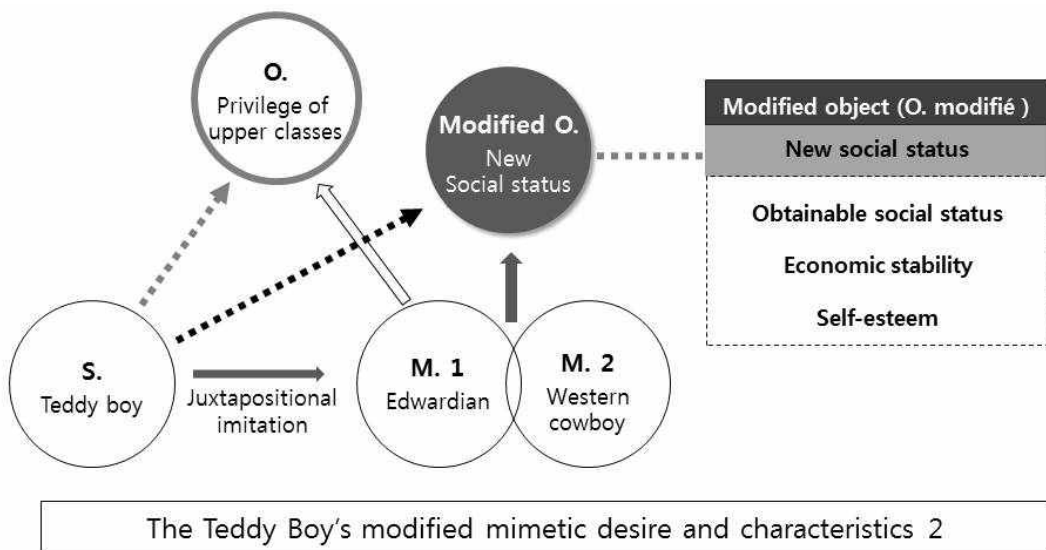 O.
Privilege of
upper classes
Modified O.
New
Social status
Modified object (O. modifié )
New social status
Obtainable social status
Economic stability
Self-esteem
S.
Teddy boy
Juxtapositional
imitation
M. 1
Edwardian
M. 2
Western
cowboy
The Teddy Boy's modified mimetic desire and characteristics 2